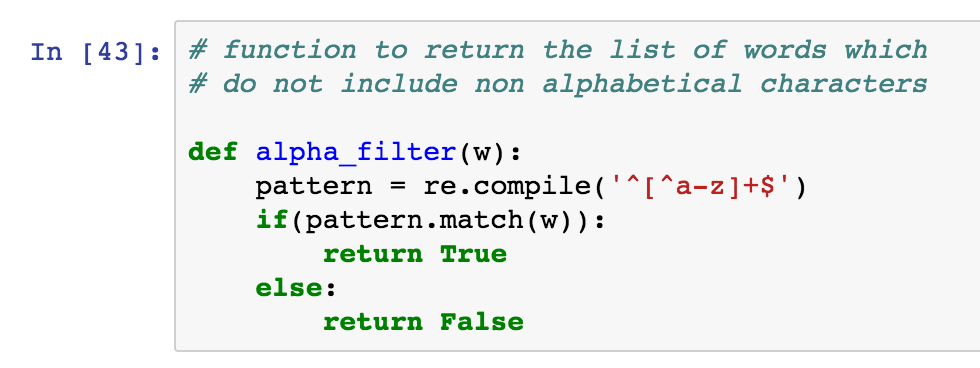 In [43]: # function to return the list of words which
# do not include non alphabetical characters
def alpha_filter(w):
    pattern = re.compile('^[^a-z]+$')
    if(pattern.match(w)):
        return True
    else:
        return False